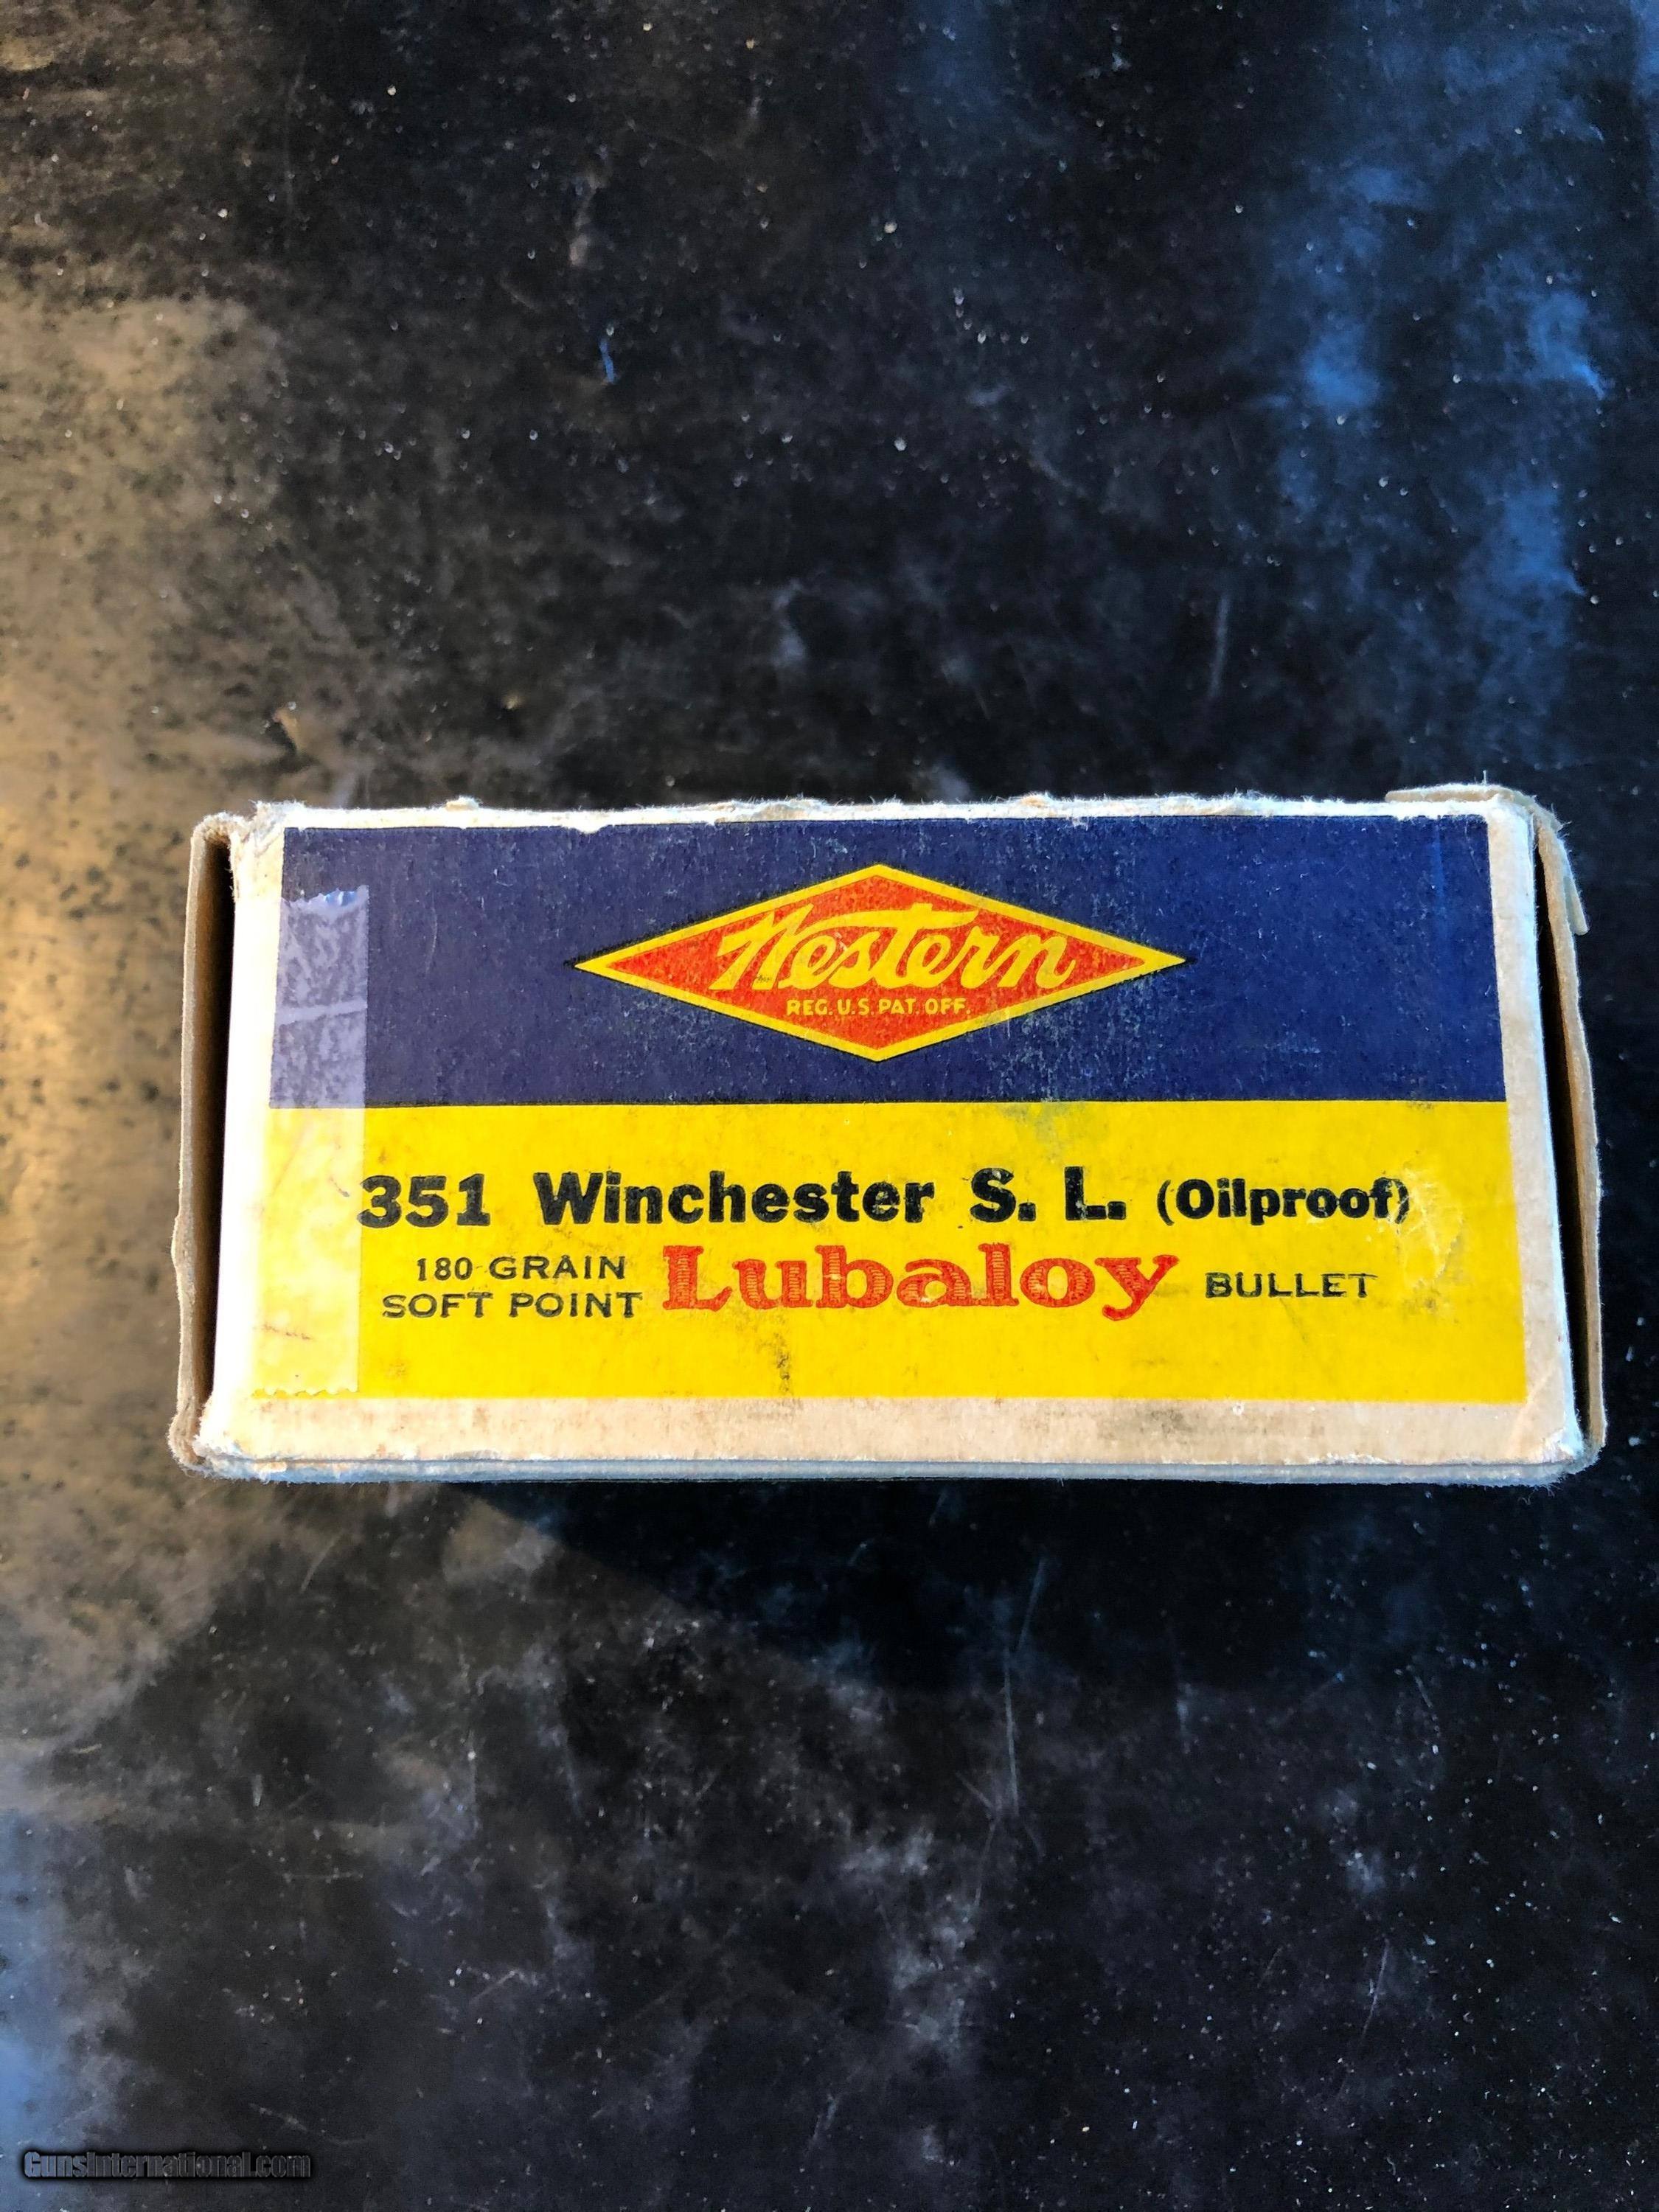 Western
REG. U.S. PAT. OFF.
351 Winchester S. L. (Oilproof)
180 GRAIN
SOFT POINT Lubaloy BULLET
GunsInternational.com